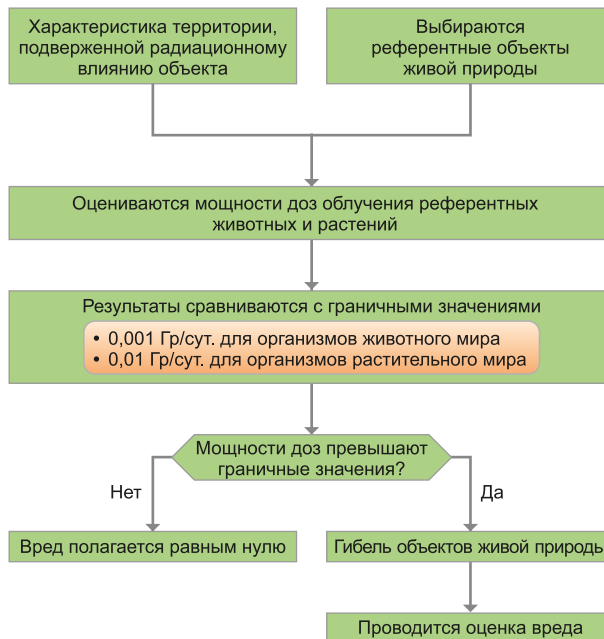 Характеристика территории,
подверженной радиационному
влиянию объекта
Выбираются
референтные объекты
живой природы
Оцениваются мощности доз облучения референтных
животных и растений
Результаты сравниваются с граничными значениями
• 0,001 Гр/сут. для организмов животного мира
• 0,01 Гр/сут. для организмов растительного мира
Мощности доз превышают
граничные значения?
Нет
Да
Вред полагается равным нулю
Гибель объектов живой природы
Проводится оценка вреда